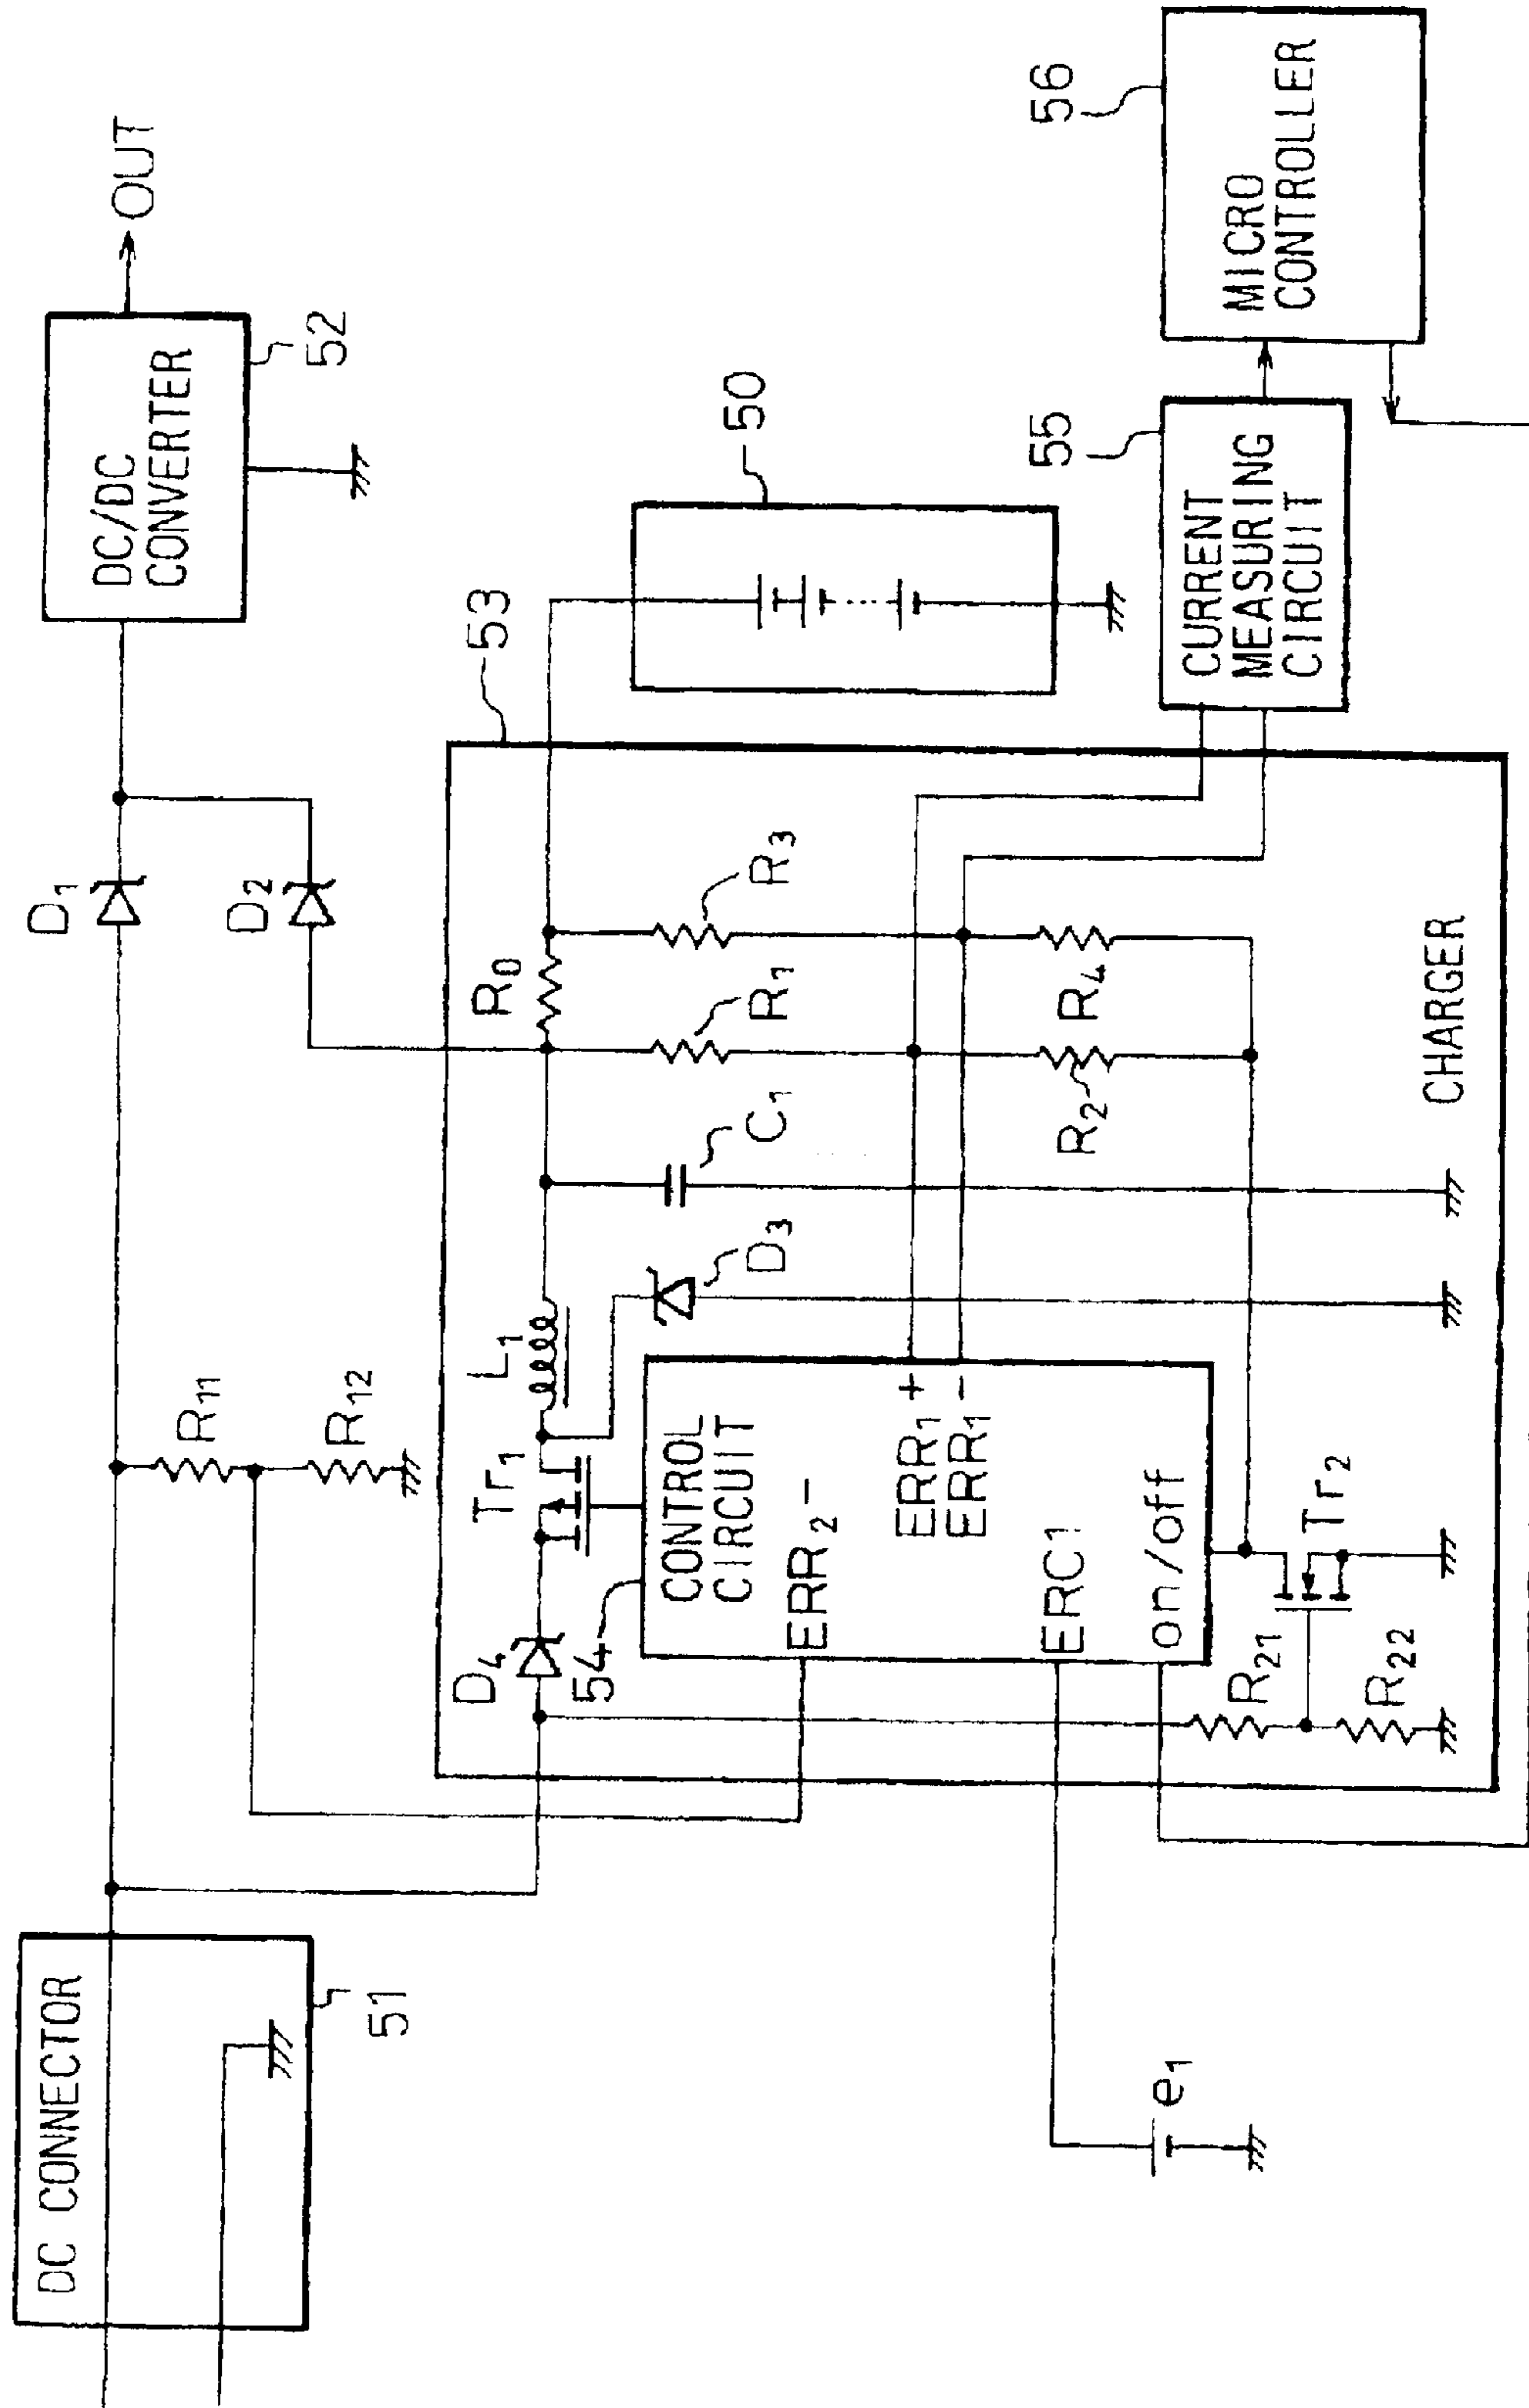 DC CONNECTOR
51
D1
D2
DC/DC
CONVERTER
52
OUT
R11
R12
53
D4
Tr1
L1
R0
54
CONTROL
CIRCUIT
ERR2-
ERR1+
ERR1-
ERC1
on/off
D3
C1
R1
R3
R2
R4
50
R21
R22
Tr2
CHARGER
e1
CURRENT
MEASURING
CIRCUIT
55
MICRO
CONTROLLER
56